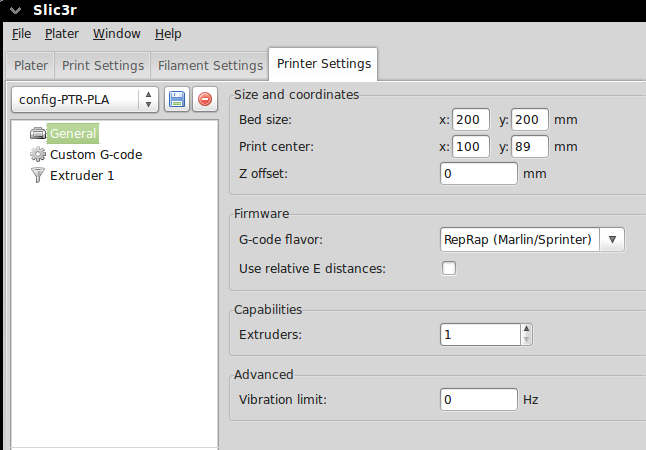 Slic3r
File Plater Window Help
Plater Print Settings Filament Settings Printer Settings
config-PTR-PLA
General
Custom G-code
Extruder 1
Size and coordinates
Bed size: x: 200 y: 200 mm
Print center: x: 100 y: 89 mm
Z offset: 0 mm
Firmware
G-code flavor: RepRap (Marlin/Sprinter)
Use relative E distances:
Capabilities
Extruders: 1
Advanced
Vibration limit: 0 Hz